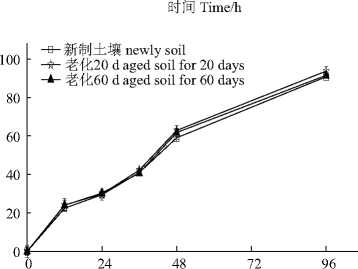 时间 Time/h
新制土壤 newly soil
老化20 d aged soil for 20 days
老化60 d aged soil for 60 days
100
80
60
40
20
0
0 24 48 72 96